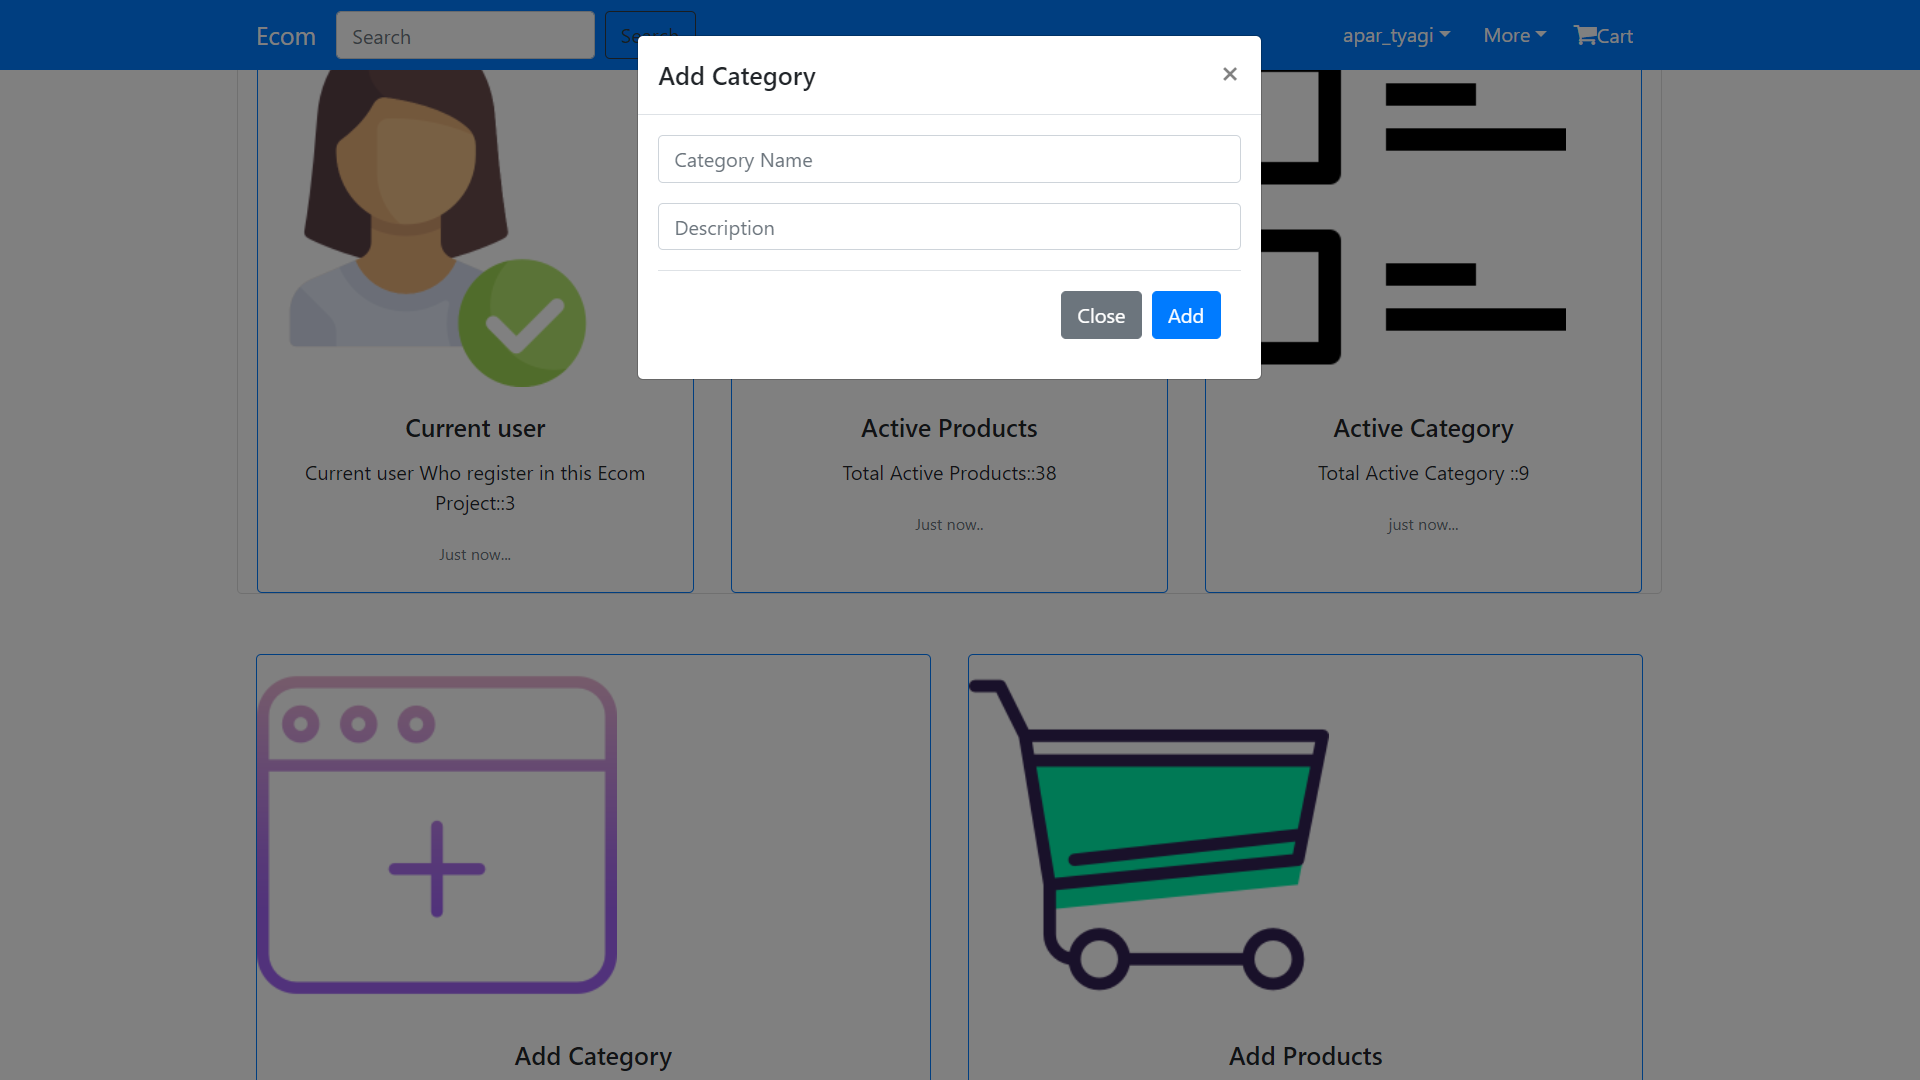 Ecom
Search
Search
apar_tyagi
More
Cart
Add Category
×
Category Name
Description
Close
Add
Current user
Current user Who register in this Ecom
Project::3
Just now...
Active Products
Total Active Products::38
Just now..
Active Category
Total Active Category ::9
just now...
Add Category
Add Products